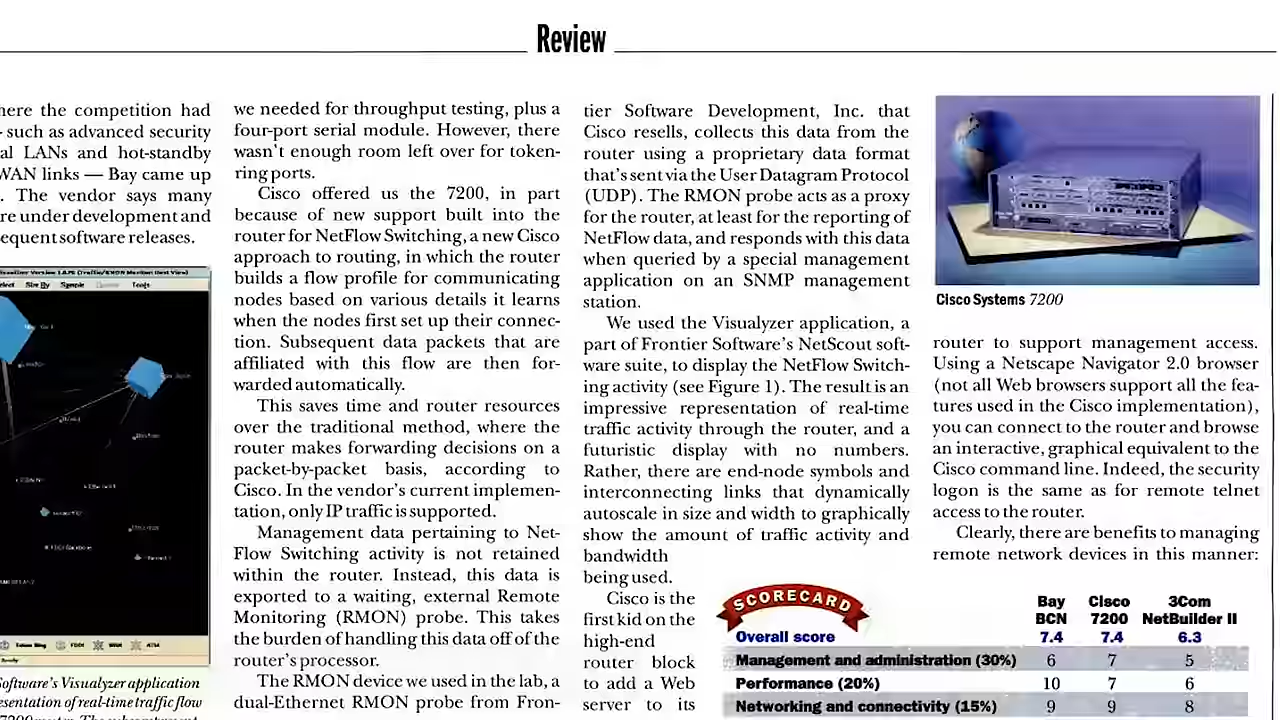 Review
here the competition had
such as advanced security
al LANs and hot-standby
WAN links — Bay came up
. The vendor says many
re under development and
equent software releases.
Software's Visualyzer application
esentation of real-time traffic flow
we needed for throughput testing, plus a
four-port serial module. However, there
wasn't enough room left over for token-
ring ports.
Cisco offered us the 7200, in part
because of new support built into the
router for NetFlow Switching, a new Cisco
approach to routing, in which the router
builds a flow profile for communicating
nodes based on various details it learns
when the nodes first set up their connec-
tion. Subsequent data packets that are
affiliated with this flow are then for-
warded automatically.
This saves time and router resources
over the traditional method, where the
router makes forwarding decisions on a
packet-by-packet basis, according to
Cisco. In the vendor's current implemen-
tation, only IP traffic is supported.
Management data pertaining to Net-
Flow Switching activity is not retained
within the router. Instead, this data is
exported to a waiting, external Remote
Monitoring (RMON) probe. This takes
the burden of handling this data off of the
router's processor.
The RMON device we used in the lab, a
dual-Ethernet RMON probe from Fron-
tier Software Development, Inc. that
Cisco resells, collects this data from the
router using a proprietary data format
that's sent via the User Datagram Protocol
(UDP). The RMON probe acts as a proxy
for the router, at least for the reporting of
NetFlow data, and responds with this data
when queried by a special management
application on an SNMP management
station.
We used the Visualyzer application, a
part of Frontier Software's NetScout soft-
ware suite, to display the NetFlow Switch-
ing activity (see Figure 1). The result is an
impressive representation of real-time
traffic activity through the router, and a
futuristic display with no numbers.
Rather, there are end-node symbols and
interconnecting links that dynamically
autoscale in size and width to graphically
show the amount of traffic activity and
bandwidth
being used.
Cisco is the
first kid on the
high-end
router block
to add a Web
server to its
Cisco Systems 7200
router to support management access.
Using a Netscape Navigator 2.0 browser
(not all Web browsers support all the fea-
tures used in the Cisco implementation),
you can connect to the router and browse
an interactive, graphical equivalent to the
Cisco command line. Indeed, the security
logon is the same as for remote telnet
access to the router.
Clearly, there are benefits to managing
remote network devices in this manner:
SCORECARD
Bay Cisco 3Com
BCN 7200 NetBuilder II
Overall score 7.4 7.4 6.3
Management and administration (30%) 6 7 5
Performance (20%) 10 7 6
Networking and connectivity (15%) 9 9 8